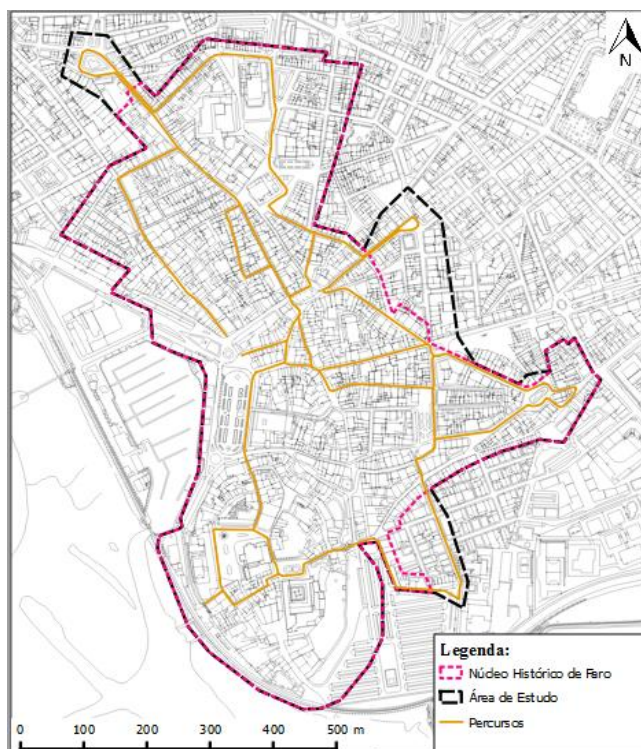 N
Legenda:
Núcleo Histórico de Faro
Área de Estudo
Percursos
0 100 200 300 400 500 m